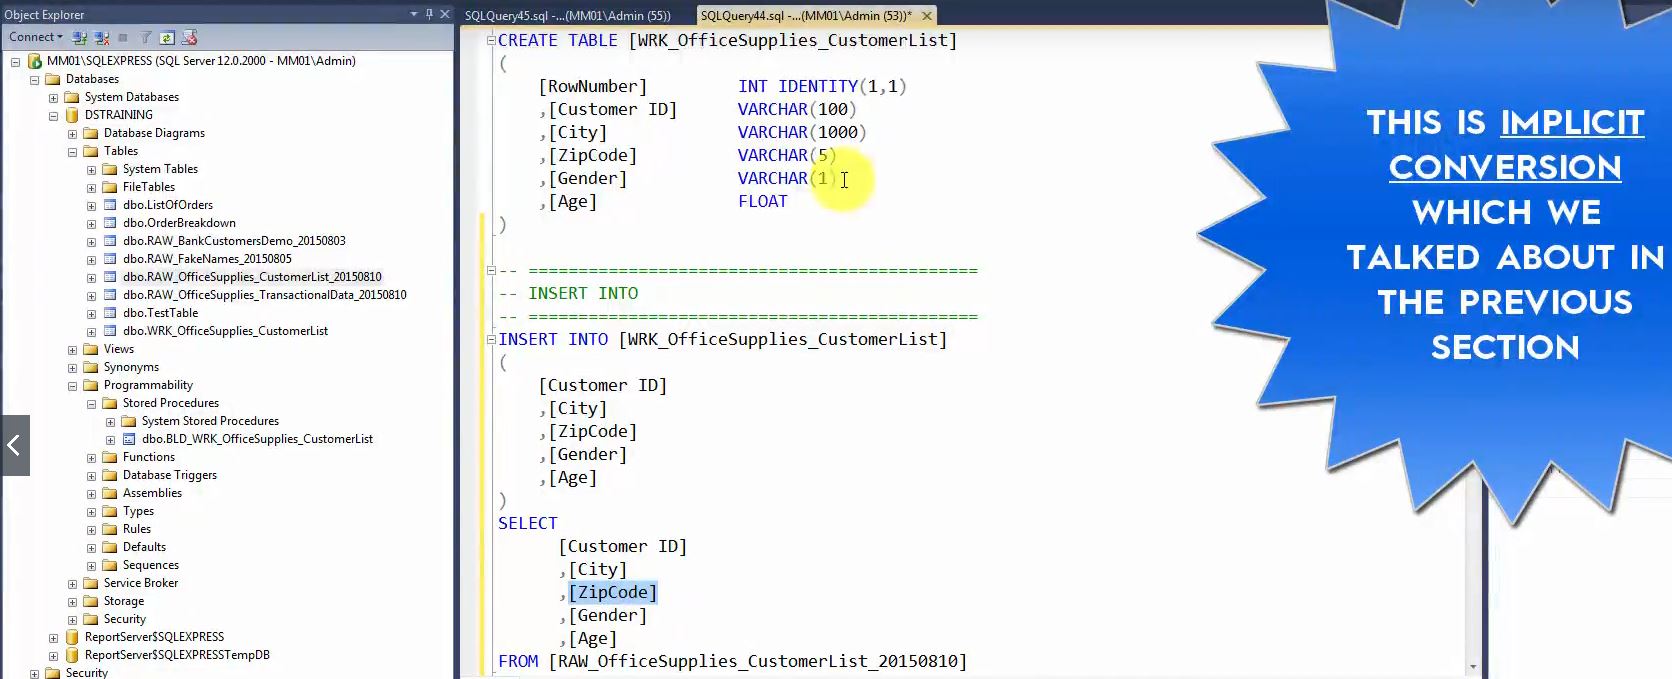 Object Explorer
Connect
MM01\SQLEXPRESS (SQL Server 12.0.2000 - MM01\Admin)
Databases
System Databases
DSTRAINING
Database Diagrams
Tables
System Tables
FileTables
dbo.ListOfOrders
dbo.OrderBreakdown
dbo.RAW_BankCustomersDemo_20150803
dbo.RAW_FakeNames_20150805
dbo.RAW_OfficeSupplies_CustomerList_20150810
dbo.RAW_OfficeSupplies_TransactionalData_20150810
dbo.TestTable
dbo.WRK_OfficeSupplies_CustomerList
Views
Synonyms
Programmability
Stored Procedures
System Stored Procedures
dbo.BLD_WRK_OfficeSupplies_CustomerList
Functions
Database Triggers
Assemblies
Types
Rules
Defaults
Sequences
Service Broker
Storage
Security
ReportServer$SQLEXPRESS
ReportServer$SQLEXPRESSTempDB
Security
SQLQuery45.sql -...(MM01\Admin (55))
SQLQuery44.sql -...(MM01\Admin (53))*
CREATE TABLE [WRK_OfficeSupplies_CustomerList]
(
[RowNumber] INT IDENTITY(1,1)
,[Customer ID] VARCHAR(100)
,[City] VARCHAR(1000)
,[ZipCode] VARCHAR(5)
,[Gender] VARCHAR(1)
,[Age] FLOAT
)
-- =============================================
-- INSERT INTO
-- =============================================
INSERT INTO [WRK_OfficeSupplies_CustomerList]
(
[Customer ID]
,[City]
,[ZipCode]
,[Gender]
,[Age]
)
SELECT
[Customer ID]
,[City]
,[ZipCode]
,[Gender]
,[Age]
FROM [RAW_OfficeSupplies_CustomerList_20150810]
THIS IS IMPLICIT
CONVERSION
WHICH WE
TALKED ABOUT IN
THE PREVIOUS
SECTION